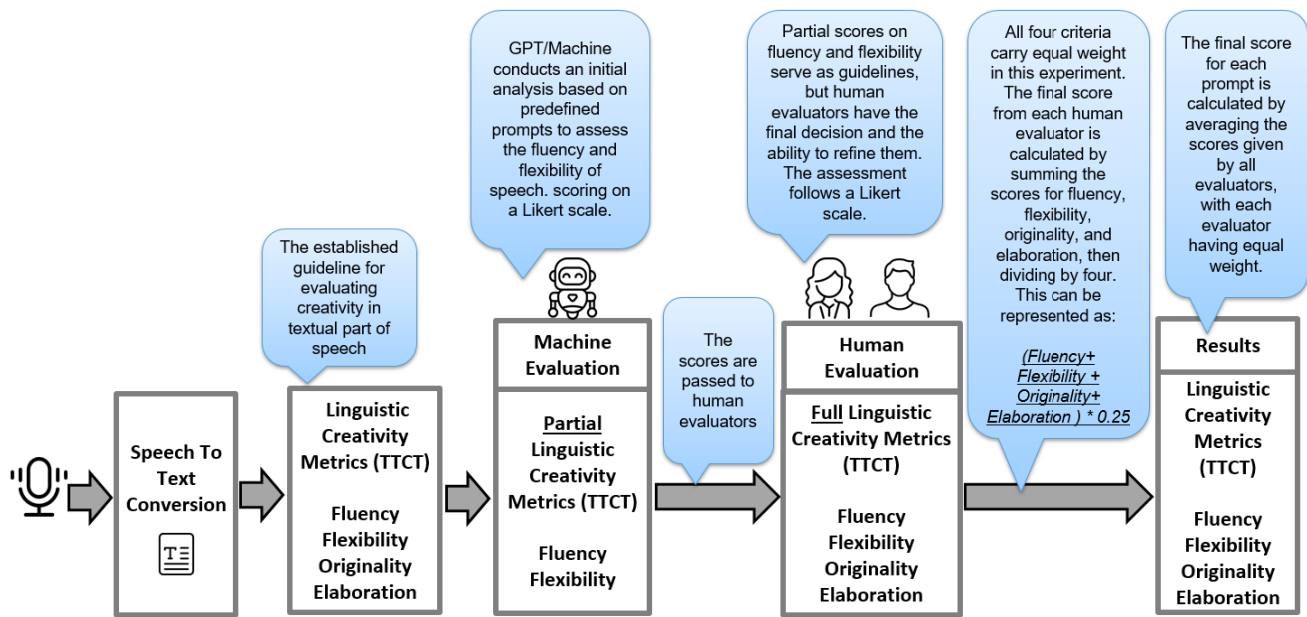 GPT/Machine
conducts an initial
analysis based on
predefined
prompts to assess
the fluency and
flexibility of
speech. scoring on
a Likert scale.
Partial scores on
fluency and flexibility
serve as guidelines,
but human
evaluators have the
final decision and the
ability to refine them.
The assessment
follows a Likert
scale.
All four criteria
carry equal weight
in this experiment.
The final score
from each human
evaluator is
calculated by
summing the
scores for fluency,
flexibility,
originality, and
elaboration, then
dividing by four.
This can be
represented as:
(Fluency+
Flexibility +
Originality+
Elaboration ) * 0.25
The final score
for each
prompt is
calculated by
averaging the
scores given
by all
evaluators,
with each
evaluator
having equal
weight.
The established
guideline for
evaluating creativity in
textual part of
speech
The
scores are
passed to
human
evaluators
Speech To
Text
Conversion
T
Linguistic
Creativity
Metrics (TTCT)
Fluency
Flexibility
Originality
Elaboration
Machine
Evaluation
Partial
Linguistic
Creativity
Metrics (TTCT)
Fluency
Flexibility
Human
Evaluation
Full Linguistic
Creativity Metrics
(TTCT)
Fluency
Flexibility
Originality
Elaboration
Results
Linguistic
Creativity
Metrics
(TTCT)
Fluency
Flexibility
Originality
Elaboration